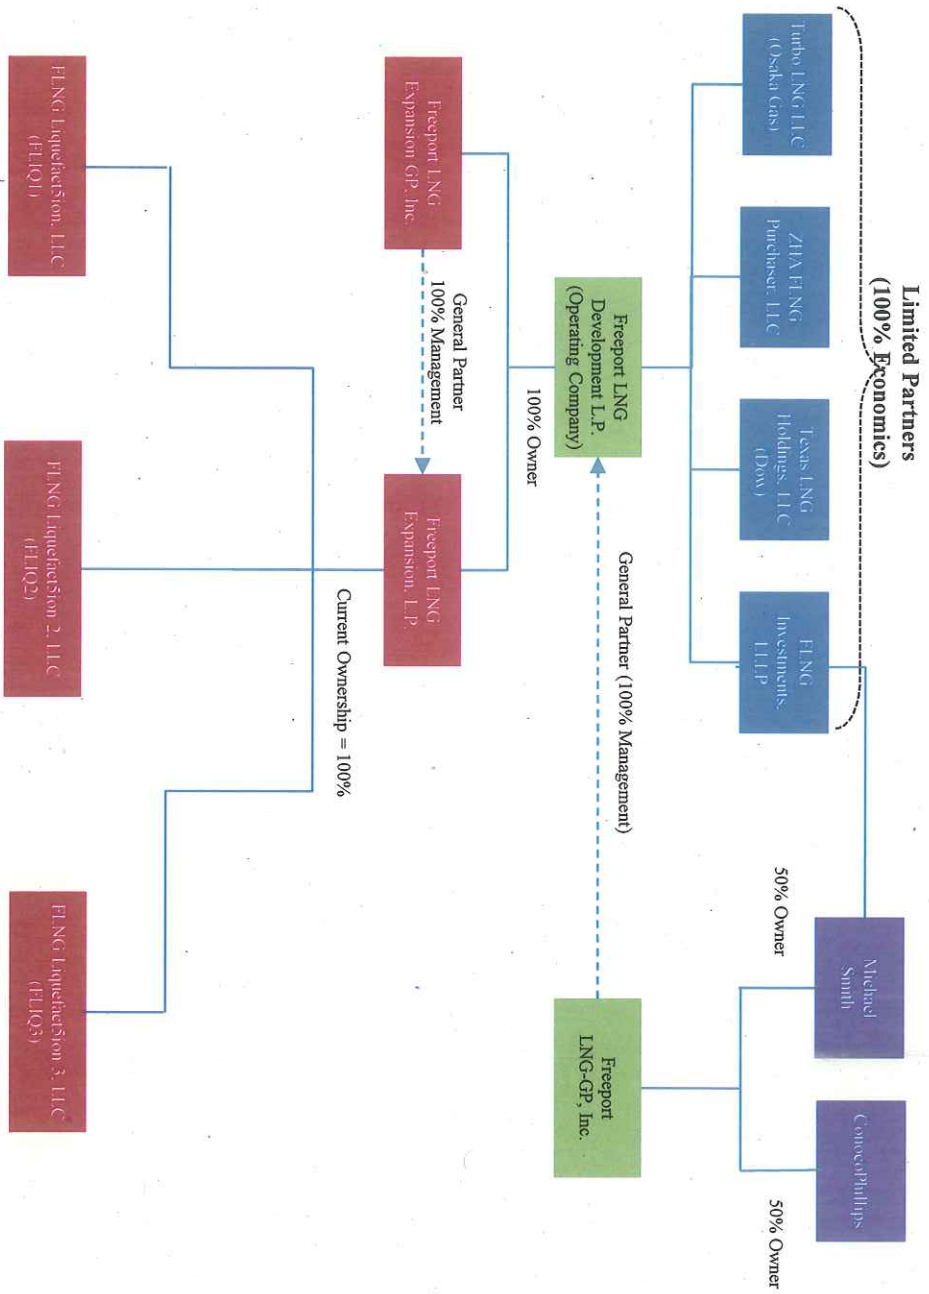 Limited Partners
(100% Economics)
Turbo LNG LLC
(Osaka Gas)
ZHA FLNG
Purchaser, LLC
Texas LNG
Holdings, LLC
(Dow)
FLNG
Investments,
LLLP
50% Owner
Michael
Smith
ConocoPhillips
50% Owner
Freeport LNG
Development L.P.
(Operating Company)
General Partner (100% Management)
Freeport
LNG-GP, Inc.
100% Owner
Freeport LNG
Expansion GP, Inc.
General Partner
100% Management
Freeport LNG
Expansion, L.P.
Current Ownership = 100%
FLNG Liquefact5ion, LLC
(FLIQ1)
FLNG Liquefact5ion 2, LLC
(FLIQ2)
FLNG Liquefact5ion 3, LLC
(FLIQ3)